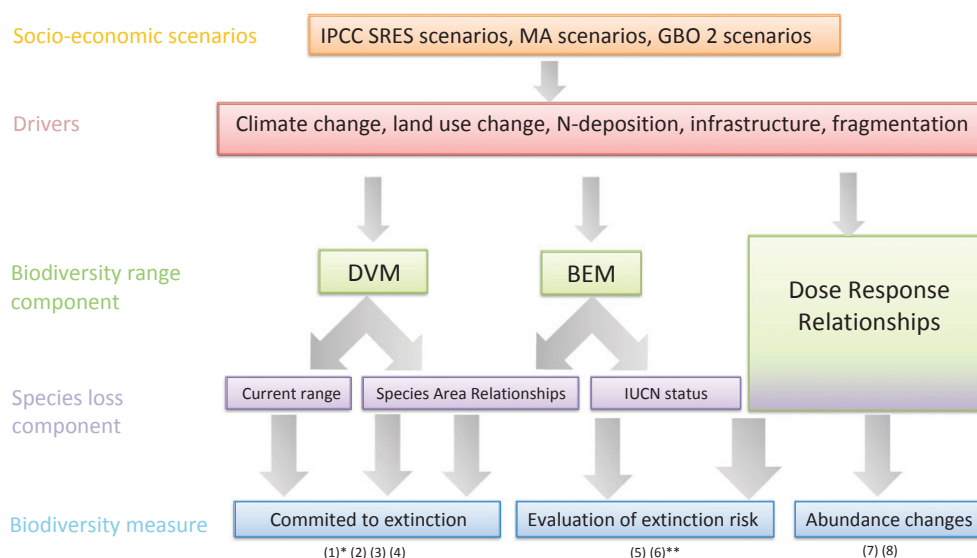 Socio-economic scenarios
IPCC SRES scenarios, MA scenarios, GBO 2 scenarios
Drivers
Climate change, land use change, N-deposition, infrastructure, fragmentation
Biodiversity range
component
DVM
BEM
Dose Response
Relationships
Species loss
component
Current range
Species Area Relationships
IUCN status
Biodiversity measure
Commited to extinction
Evaluation of extinction risk
Abundance changes
(1)* (2) (3) (4)
(5) (6)**
(7) (8)